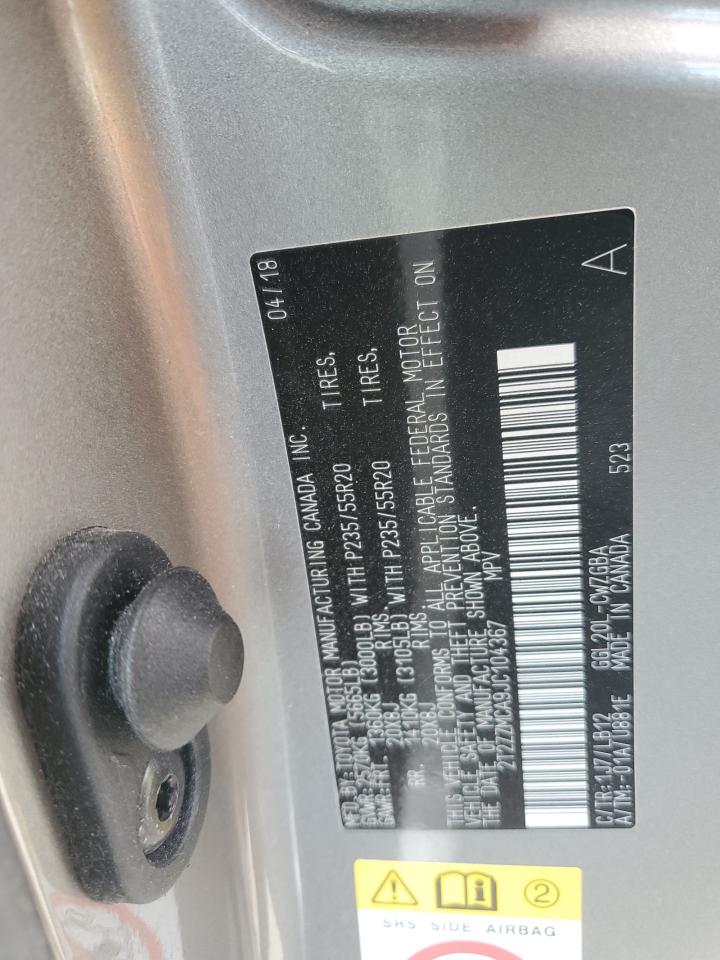 MFD.BY:TOYOTA MOTOR MANUFACTURING CANADA INC. 04/18
GVWR:2570KG (5665LB)
GAWR:FRT. 1360KG (3000LB) WITH P235/55R20 TIRES,
20X8J RIMS.
RR. 1410KG (3105LB) WITH P235/55R20 TIRES,
20X8J RIMS.
THIS VEHICLE CONFORMS TO ALL APPLICABLE FEDERAL MOTOR
VEHICLE SAFETY AND THEFT PREVENTION STANDARDS IN EFFECT ON
THE DATE OF MANUFACTURE SHOWN ABOVE.
2T2ZZMCA9JC104367 MPV
C/TR:1J7/LB12 GGL20L-CWZGBA
A/TM:-01A/U881E MADE IN CANADA 523 A
2
SRS SIDE AIRBAG